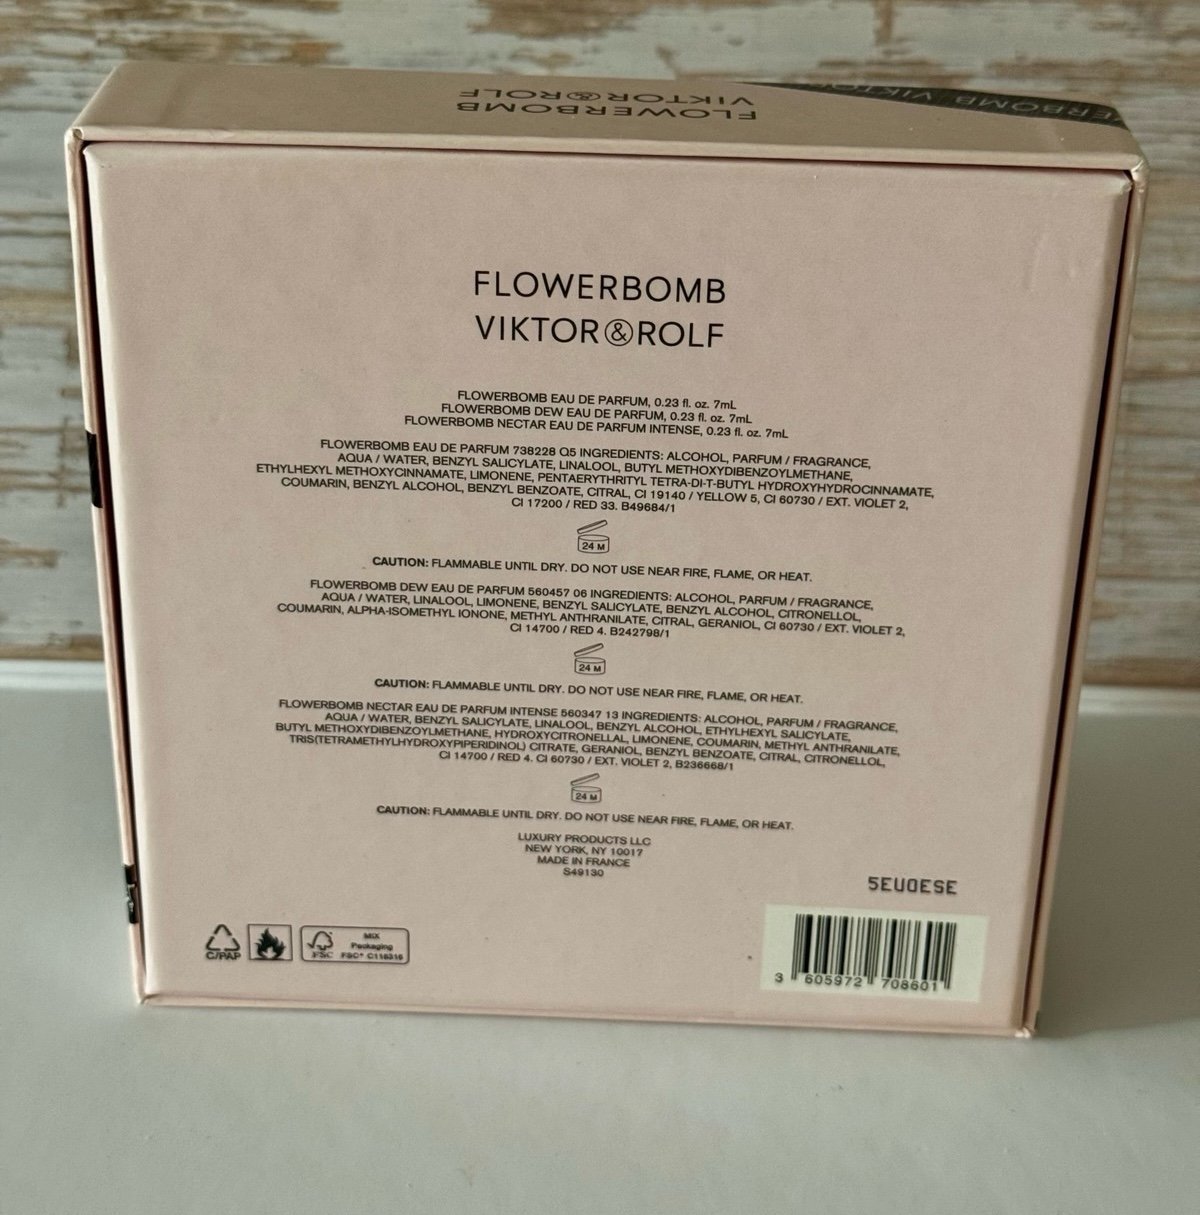 FLOWERBOMB
VIKTOR&ROLF
ERBOMB VIKTO
FLOWERBOMB
VIKTOR&ROLF
FLOWERBOMB EAU DE PARFUM, 0.23 fl. oz. 7mL
FLOWERBOMB DEW EAU DE PARFUM, 0.23 fl. oz. 7mL
FLOWERBOMB NECTAR EAU DE PARFUM INTENSE, 0.23 fl. oz. 7mL
FLOWERBOMB EAU DE PARFUM 738228 Q5 INGREDIENTS: ALCOHOL, PARFUM / FRAGRANCE,
AQUA / WATER, BENZYL SALICYLATE, LINALOOL, BUTYL METHOXYDIBENZOYLMETHANE,
ETHYLHEXYL METHOXYCINNAMATE, LIMONENE, PENTAERYTHRITYL TETRA-DI-T-BUTYL HYDROXYHYDROCINNAMATE,
COUMARIN, BENZYL ALCOHOL, BENZYL BENZOATE, CITRAL, CI 19140 / YELLOW 5, CI 60730 / EXT. VIOLET 2,
CI 17200 / RED 33. B49684/1
24 M
CAUTION: FLAMMABLE UNTIL DRY. DO NOT USE NEAR FIRE, FLAME, OR HEAT.
FLOWERBOMB DEW EAU DE PARFUM 560457 06 INGREDIENTS: ALCOHOL, PARFUM / FRAGRANCE,
AQUA / WATER, LINALOOL, LIMONENE, BENZYL SALICYLATE, BENZYL ALCOHOL, CITRONELLOL,
COUMARIN, ALPHA-ISOMETHYL IONONE, METHYL ANTHRANILATE, CITRAL, GERANIOL, CI 60730 / EXT. VIOLET 2,
CI 14700 / RED 4. B242798/1
24 M
CAUTION: FLAMMABLE UNTIL DRY. DO NOT USE NEAR FIRE, FLAME, OR HEAT.
FLOWERBOMB NECTAR EAU DE PARFUM INTENSE 560347 13 INGREDIENTS: ALCOHOL, PARFUM / FRAGRANCE,
AQUA / WATER, BENZYL SALICYLATE, LINALOOL, BENZYL ALCOHOL, ETHYLHEXYL SALICYLATE,
BUTYL METHOXYDIBENZOYLMETHANE, HYDROXYCITRONELLAL, LIMONENE, COUMARIN, METHYL ANTHRANILATE,
TRIS(TETRAMETHYLHYDROXYPIPERIDINOL) CITRATE, GERANIOL, BENZYL BENZOATE, CITRAL, CITRONELLOL,
CI 14700 / RED 4. CI 60730 / EXT. VIOLET 2, B236668/1
24 M
CAUTION: FLAMMABLE UNTIL DRY. DO NOT USE NEAR FIRE, FLAME, OR HEAT.
LUXURY PRODUCTS LLC
NEW YORK, NY 10017
MADE IN FRANCE
S49130
5EU0ESE
C/PAP
FSC
MIX
Packaging
FSC® C118316
3 605972 708601